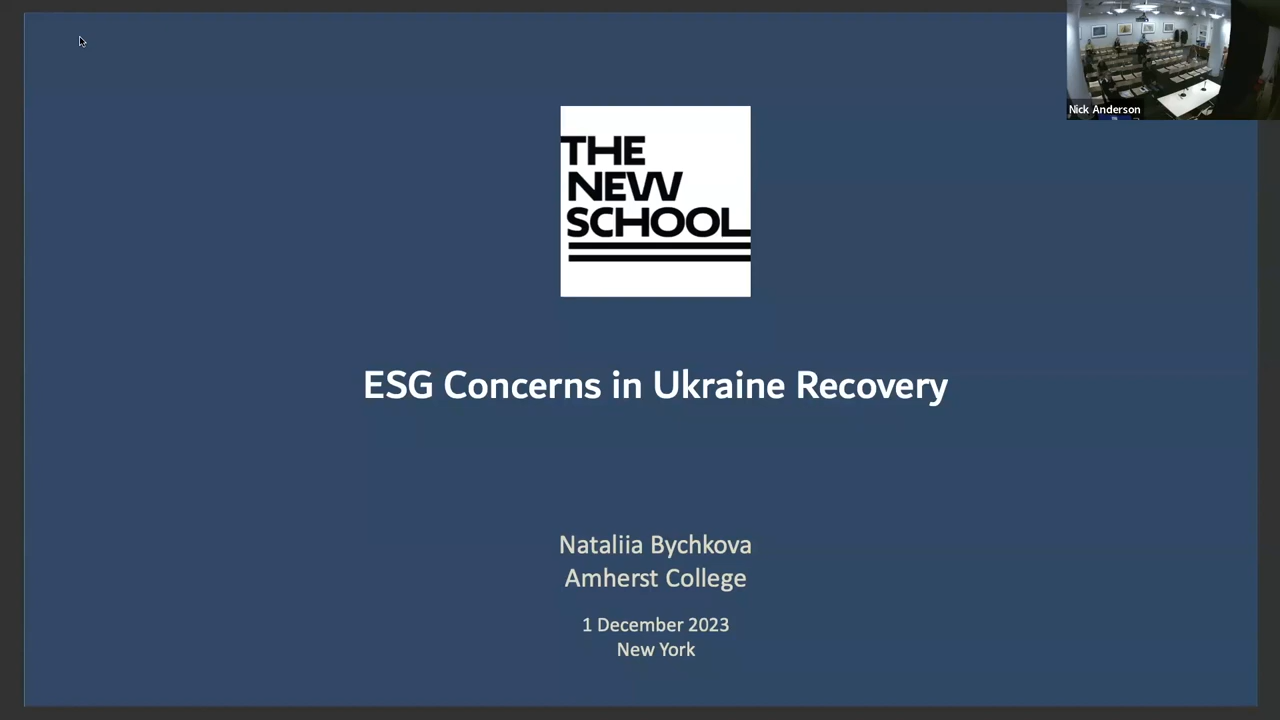 Nick Anderson
THE
NEW
SCHOOL
ESG Concerns in Ukraine Recovery
Nataliia Bychkova
Amherst College
1 December 2023
New York